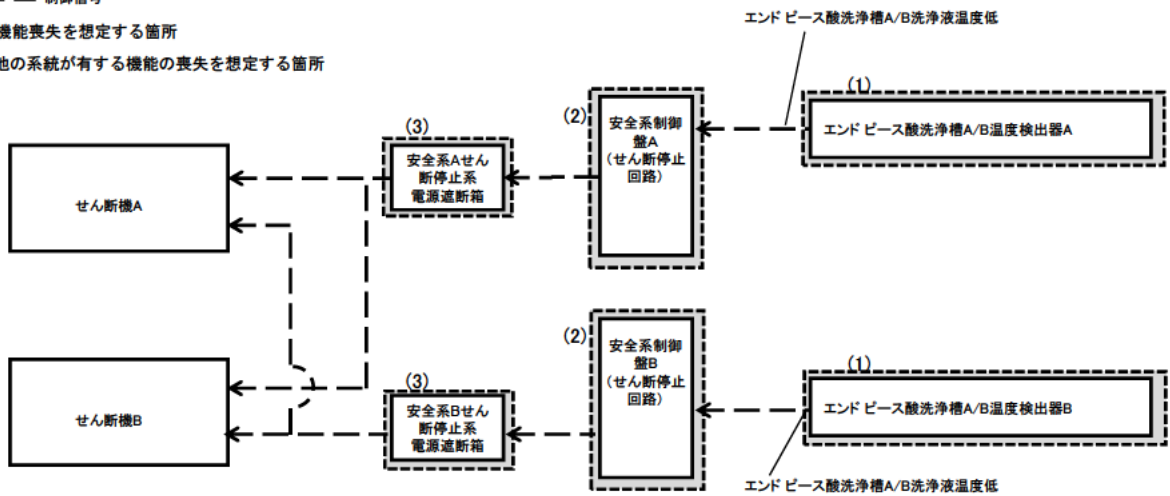 制御信号
機能喪失を想定する箇所
他の系統が有する機能の喪失を想定する箇所
エンド ピース酸洗浄槽A/B洗浄液温度低
(1)
エンド ピース酸洗浄槽A/B温度検出器A
(2)
安全系制御
盤A
(せん断停止
回路)
(3)
安全系Aせん
断停止系
電源遮断箱
せん断機A
(1)
エンド ピース酸洗浄槽A/B温度検出器B
(2)
安全系制御
盤B
(せん断停止
回路)
(3)
安全系Bせん
断停止系
電源遮断箱
せん断機B
エンド ピース酸洗浄槽A/B洗浄液温度低